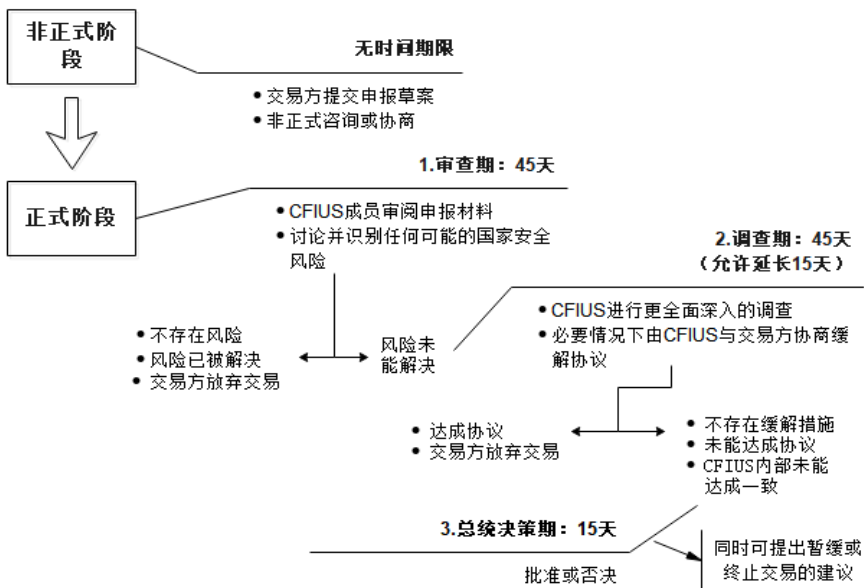 非正式阶
段
无时间期限
• 交易方提交申报草案
• 非正式咨询或协商
正式阶段
1.审查期：45天
• CFIUS成员审阅申报材料
• 讨论并识别任何可能的国家安全
风险
2.调查期：45天
（允许延长15天）
• 不存在风险
• 风险已被解决
• 交易方放弃交易
风险未
能解决
• CFIUS进行更全面深入的调查
• 必要情况下由CFIUS与交易方协商缓
解协议
• 达成协议
• 交易方放弃交易
• 不存在缓解措施
• 未能达成协议
• CFIUS内部未能
达成一致
3.总统决策期：15天
批准或否决
同时可提出暂缓或
终止交易的建议